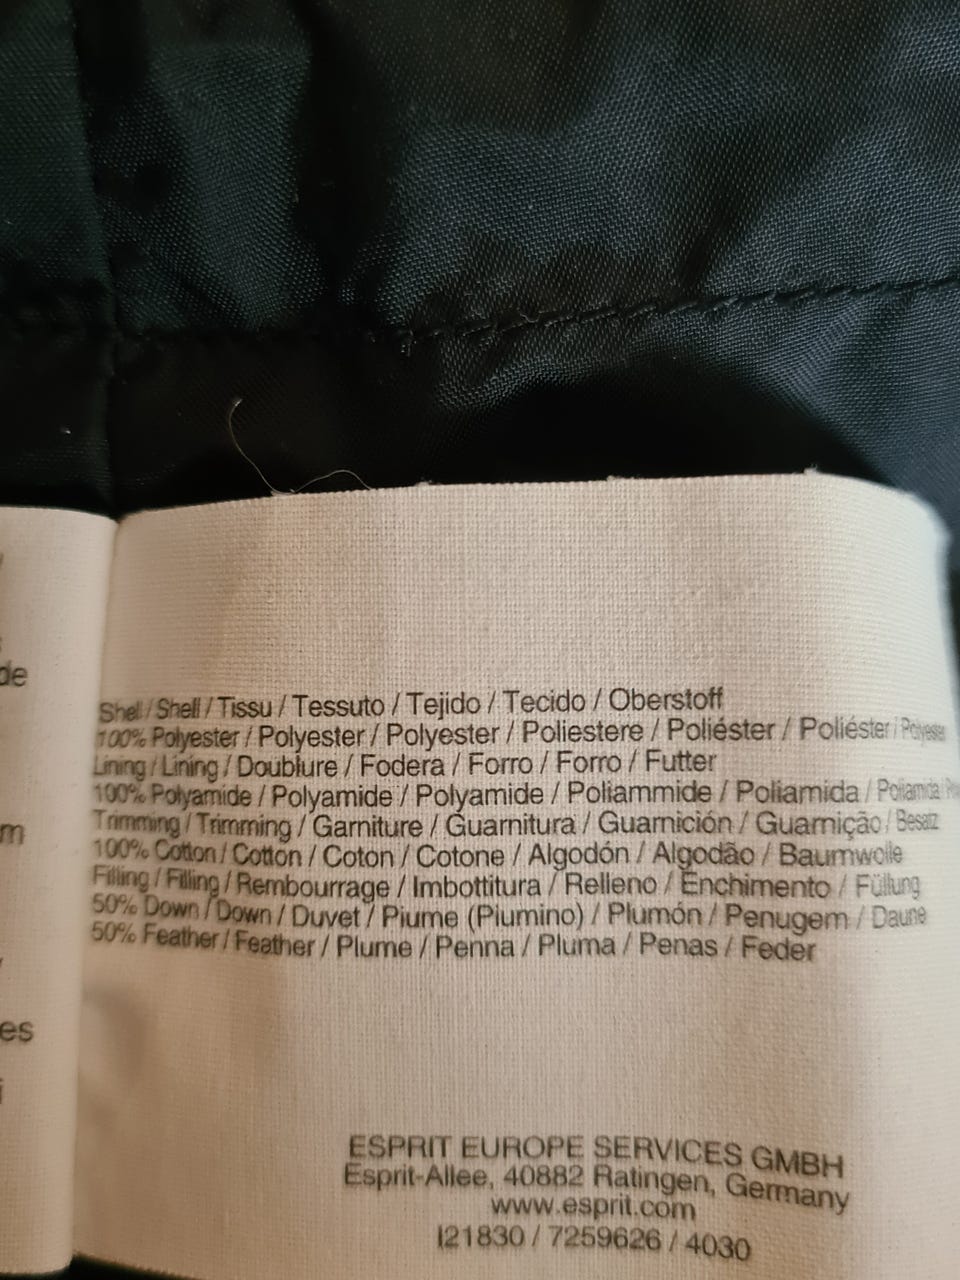 de
m
es
Shell / Shell / Tissu / Tessuto / Tejido / Tecido / Oberstoff
100% Polyester / Polyester / Polyester / Poliestere / Poliéster / Poliéster / Polyester
Lining / Lining / Doublure / Fodera / Forro / Forro / Futter
100% Polyamide / Polyamide / Polyamide / Poliammide / Poliamida / Poliamida
Trimming / Trimming / Garniture / Guarnitura / Guarnición / Guarnição / Besatz
100% Cotton / Cotton / Coton / Cotone / Algodón / Algodão / Baumwolle
Filling / Filling / Rembourrage / Imbottitura / Relleno / Enchimento / Füllung
50% Down / Down / Duvet / Piume (Piumino) / Plumón / Penugem / Daune
50% Feather / Feather / Plume / Penna / Pluma / Penas / Feder
ESPRIT EUROPE SERVICES GMBH
Esprit-Allee, 40882 Ratingen, Germany
www.esprit.com
I21830 / 7259626 / 4030